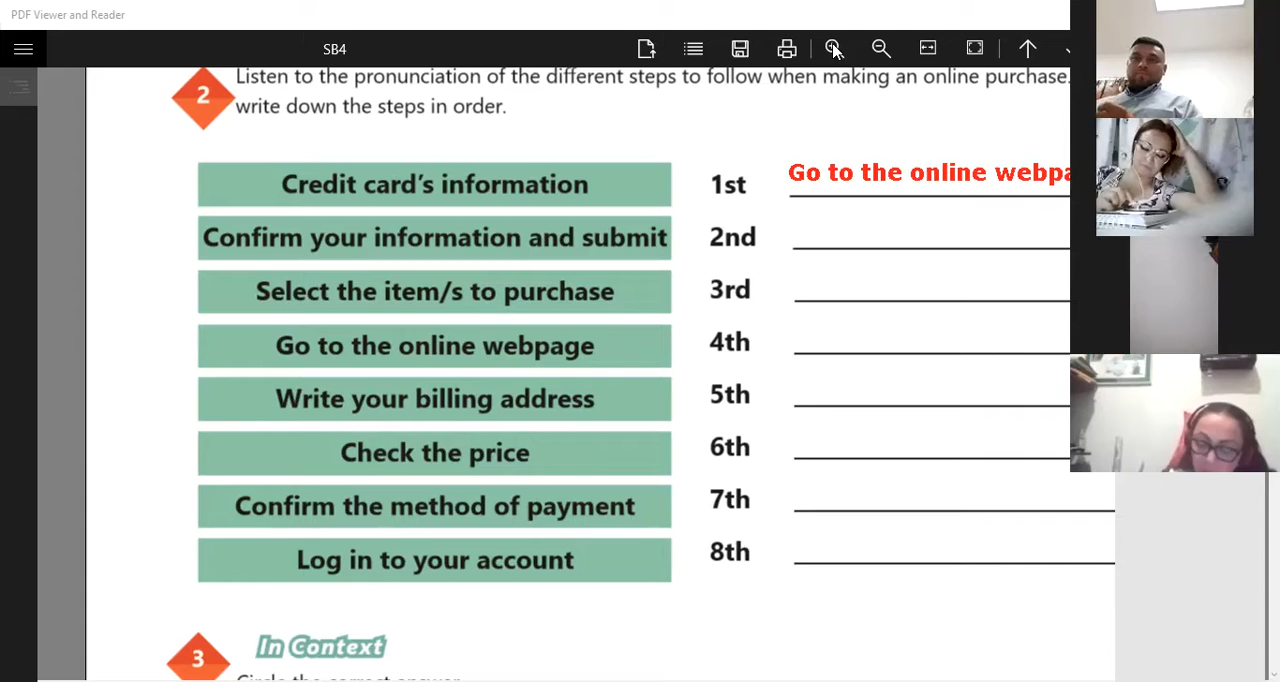 PDF Viewer and Reader
SB4
2
Listen to the pronunciation of the different steps to follow when making an online purchase.
write down the steps in order.
Credit card's information
1st
Go to the online webpa
Confirm your information and submit
2nd
Select the item/s to purchase
3rd
Go to the online webpage
4th
Write your billing address
5th
Check the price
6th
Confirm the method of payment
7th
Log in to your account
8th
3
In Context
Circle the correct answer